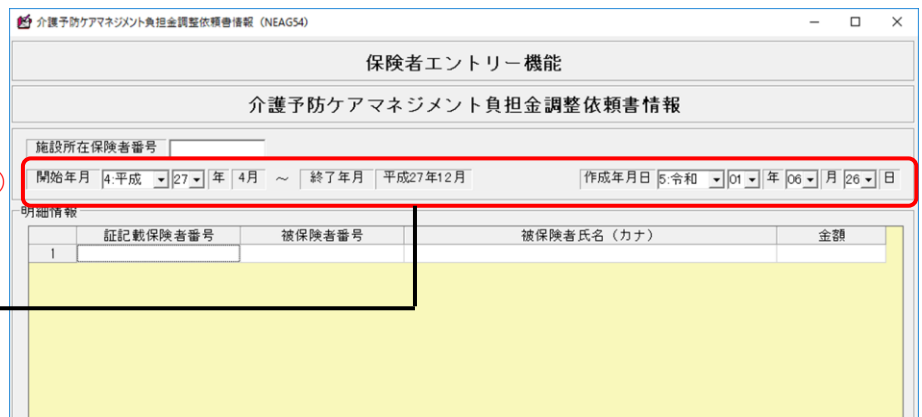 介護予防ケアマネジメント負担金調整依頼書情報 (NEAG54)
保険者エントリー機能
介護予防ケアマネジメント負担金調整依頼書情報
施設所在保険者番号
開始年月 4:平成 27 年 4月 ～ 終了年月 平成27年12月 作成年月日 5:令和 01 年 06 月 26 日
明細情報
証記載保険者番号 被保険者番号 被保険者氏名（カナ） 金額
1